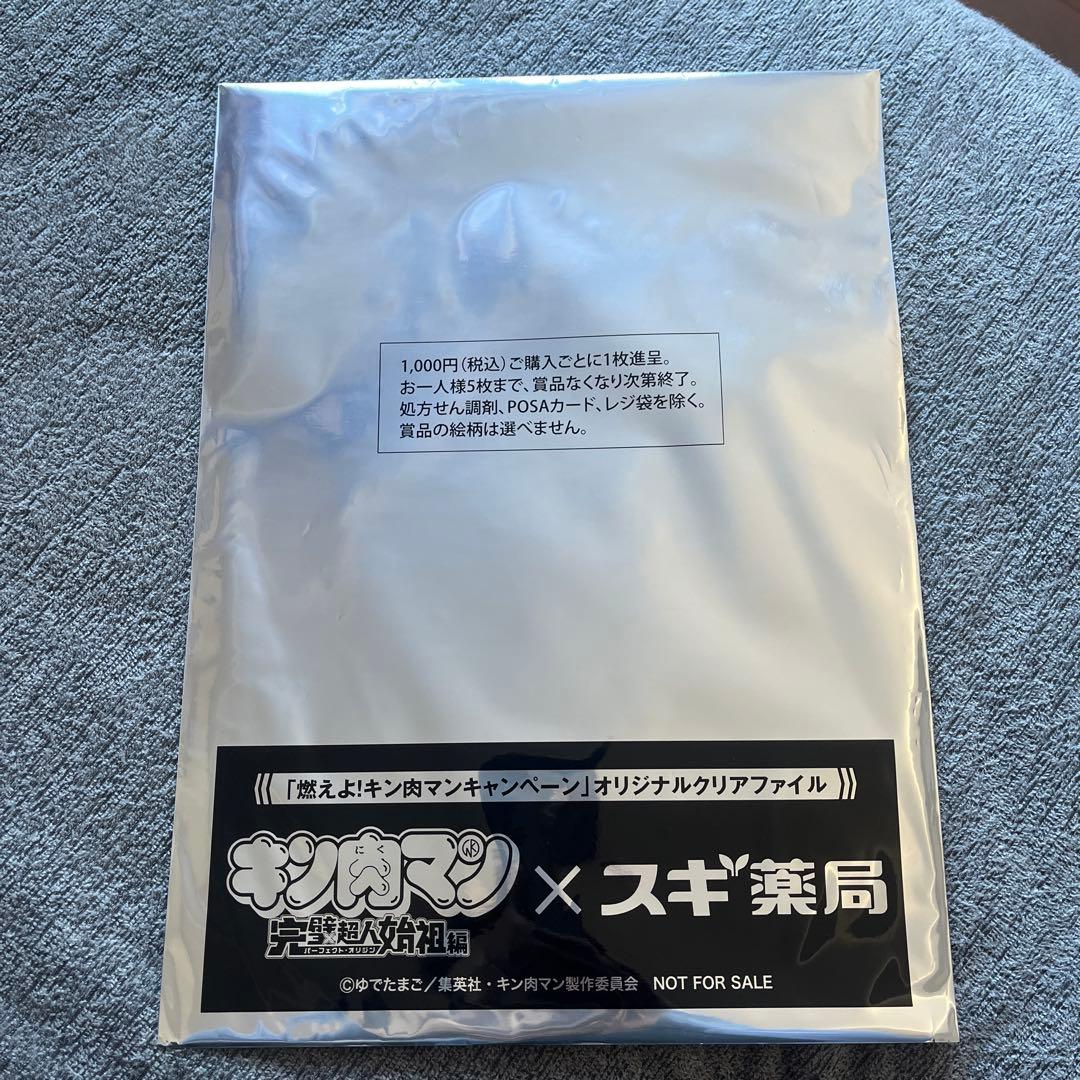 1,000円(税込)ご購入ごとに1枚進呈。
お一人様5枚まで、賞品なくなり次第終了。
処方せん調剤、POSAカード、レジ袋を除く。
賞品の絵柄は選べません。
「燃えよ!キン肉マンキャンペーン」オリジナルクリアファイル
にく
キン肉マン × スギ薬局
完璧超人始祖編
パーフェクト・オリジン
©ゆでたまご/集英社・キン肉マン製作委員会 NOT FOR SALE